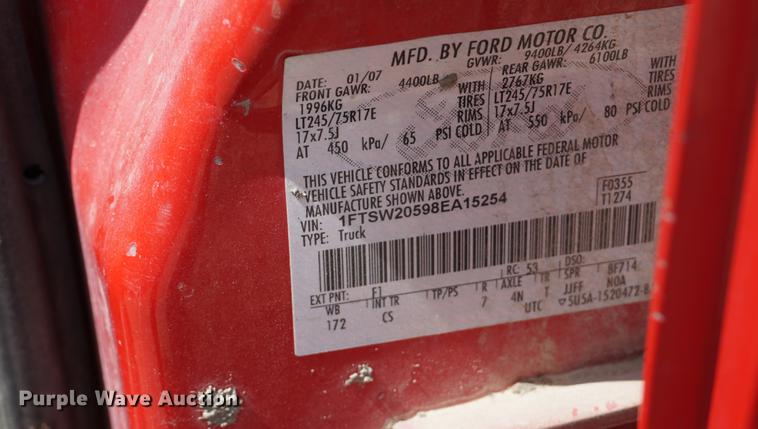 MFD. BY FORD MOTOR CO.
DATE: 01/07 GVWR: 9400LB/ 4264KG
FRONT GAWR: 4400LB REAR GAWR: 6100LB
1996KG WITH 2767KG WITH
LT245/75R17E TIRES LT245/75R17E TIRES
17x7.5J RIMS 17x7.5J RIMS
AT 450 kPa/ 65 PSI COLD AT 550 kPa/ 80 PSI COLD
THIS VEHICLE CONFORMS TO ALL APPLICABLE FEDERAL MOTOR
VEHICLE SAFETY STANDARDS IN EFFECT ON THE DATE OF
MANUFACTURE SHOWN ABOVE.
VIN: 1FTSW20598EA15254
TYPE: Truck
F0355
T1274
EXT PNT: F1 RC: 53 DSO:
WB INT TR TP/PS R AXLE TR SPR 8F714
172 CS 7 4N T JJFF NOA
UTC ▽5U5A-1520472-B
Purple Wave Auction